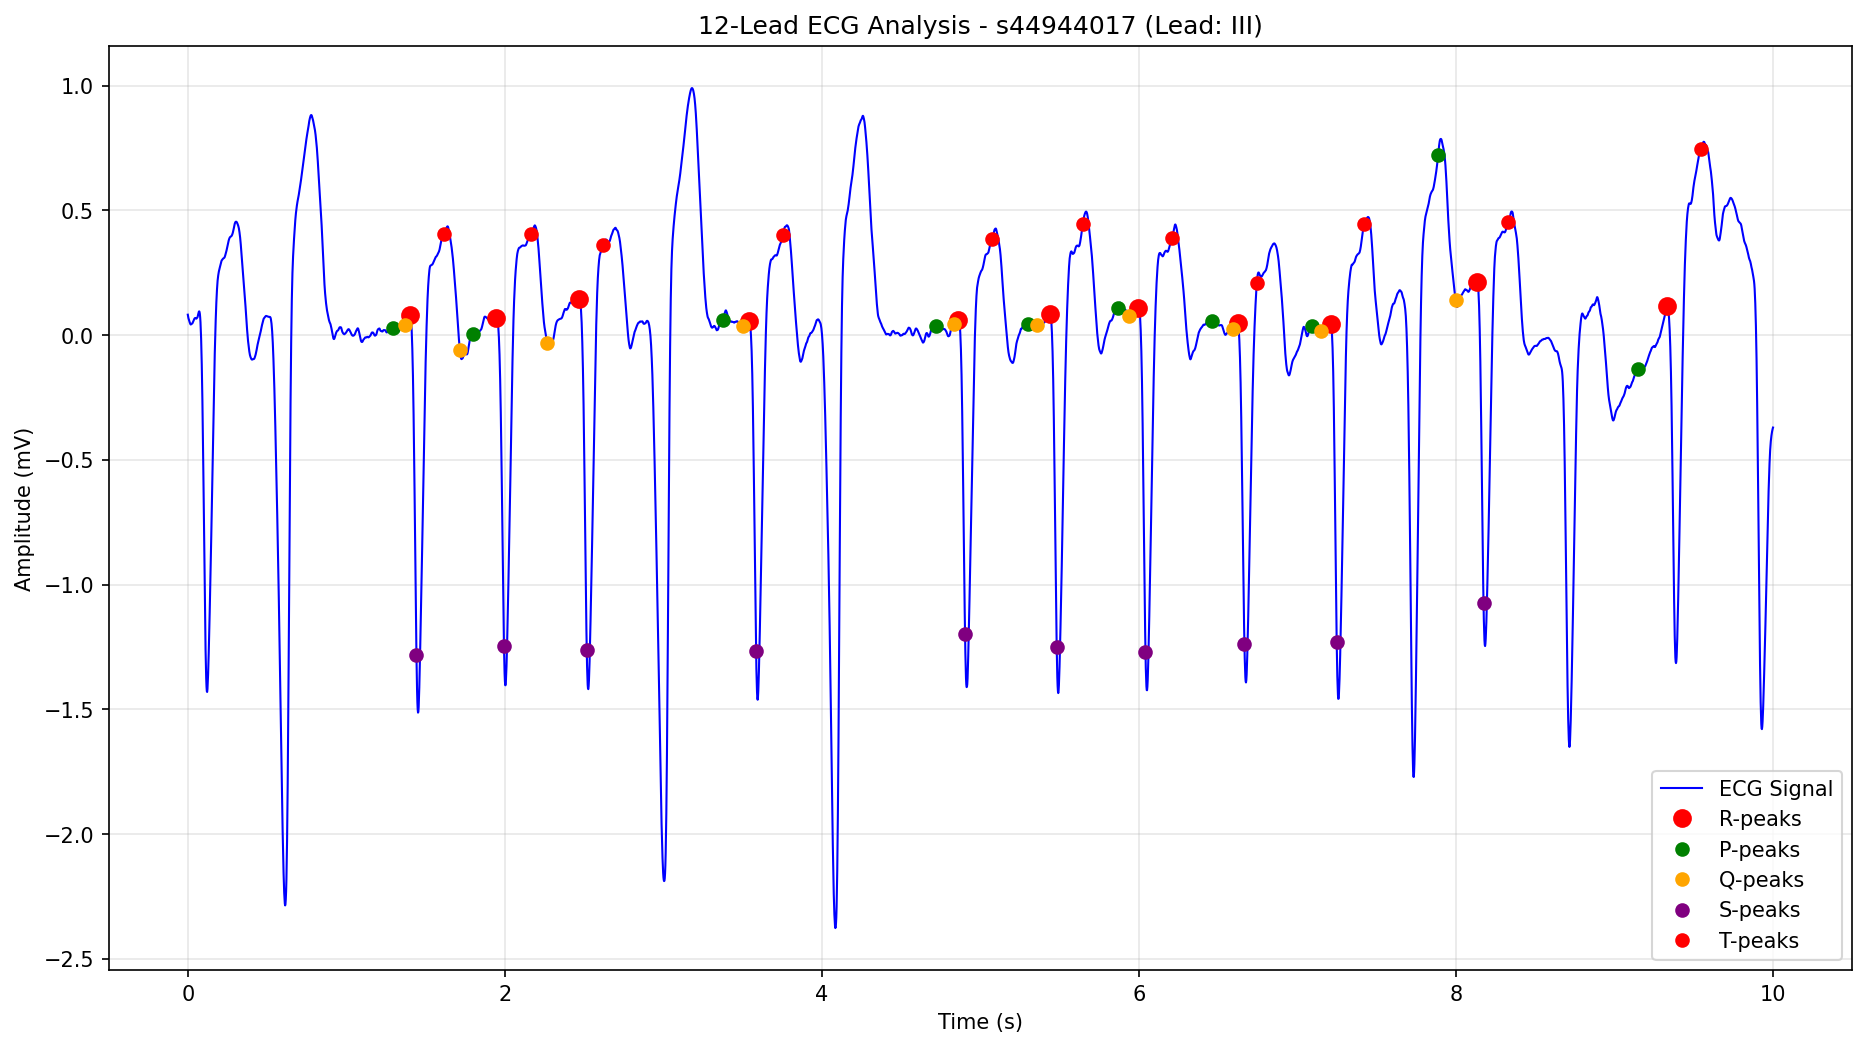 12-Lead ECG Analysis - s44944017 (Lead: III)
Amplitude (mV)
1.0
0.5
0.0
−0.5
−1.0
−1.5
−2.0
−2.5
0
2
4
6
8
10
Time (s)
ECG Signal
R-peaks
P-peaks
Q-peaks
S-peaks
T-peaks